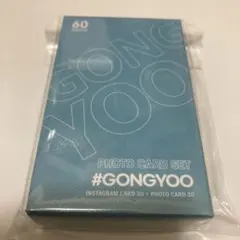 60
GONG
YOO
PHOTO CARD SET
#GONGYOO
INSTAGRAM CARD 30 + PHOTO CARD 30